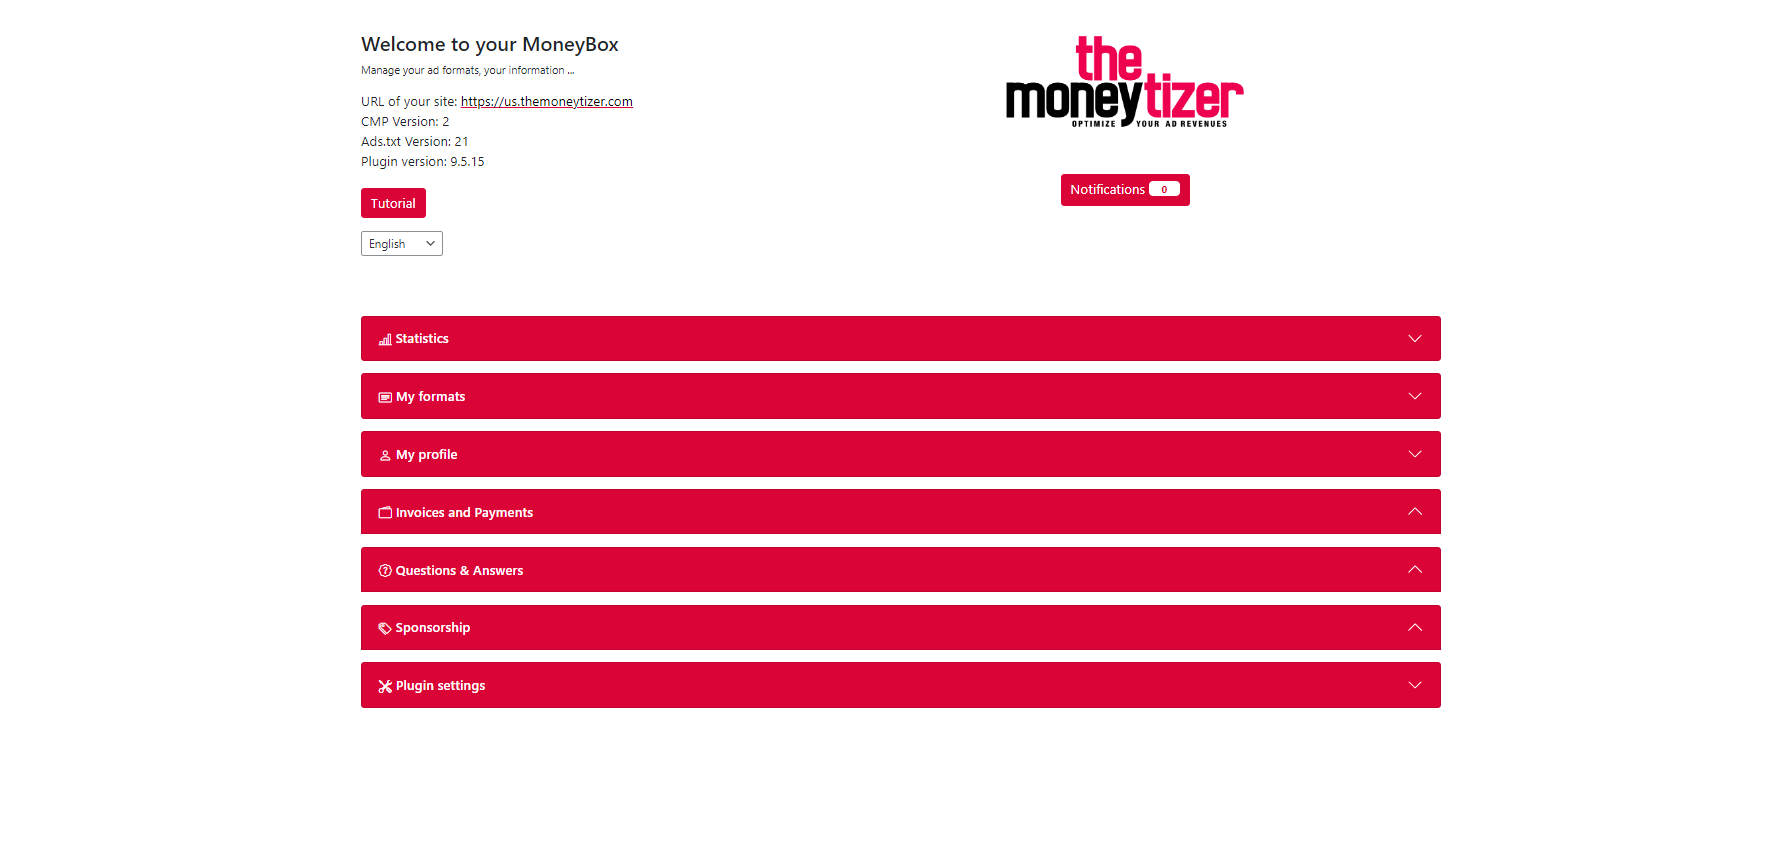 Welcome to your MoneyBox
Manage your ad formats, your information ...
URL of your site: https://us.themoneytizer.com
CMP Version: 2
Ads.txt Version: 21
Plugin version: 9.5.15
Tutorial
English
the
moneytizer
OPTIMIZE YOUR AD REVENUES
Notifications 0
Statistics
My formats
My profile
Invoices and Payments
Questions & Answers
Sponsorship
Plugin settings